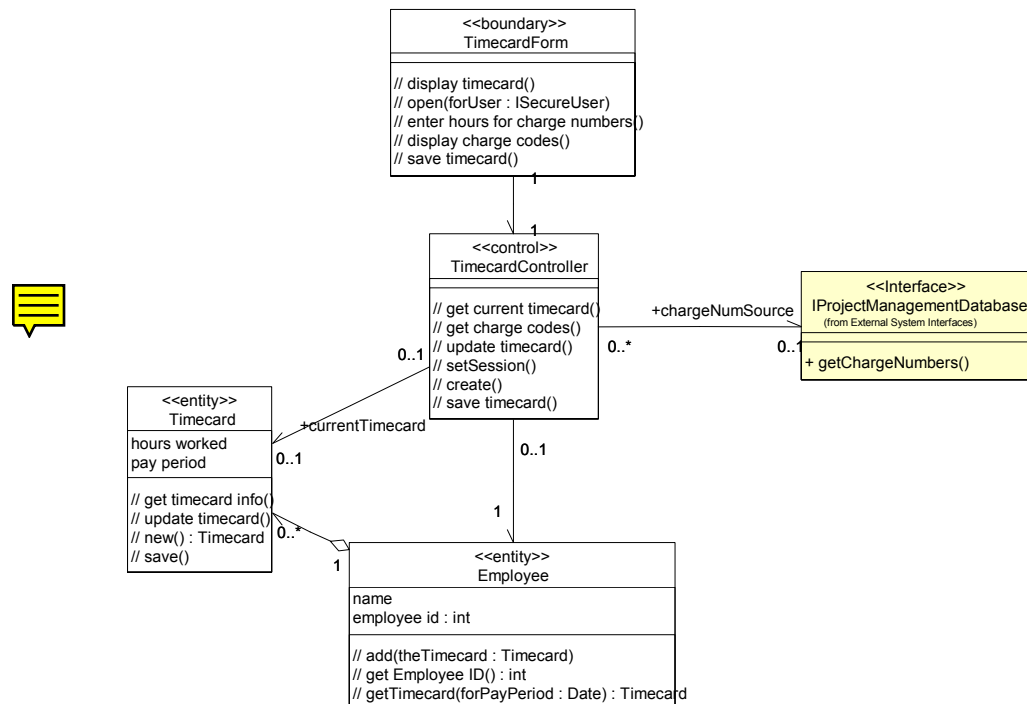 <<boundary>>
TimecardForm
// display timecard()
// open(forUser : ISecureUser)
// enter hours for charge numbers()
// display charge codes()
// save timecard()
1
1
<<control>>
TimecardController
// get current timecard()
// get charge codes()
// update timecard()
// setSession()
// create()
// save timecard()
+chargeNumSource
0..*
0..1
<<Interface>>
IProjectManagementDatabase
(from External System Interfaces)
+ getChargeNumbers()
0..1
+currentTimecard
0..1
<<entity>>
Timecard
hours worked
pay period
// get timecard info()
// update timecard()
// new() : Timecard
// save()
0..*
1
0..1
1
<<entity>>
Employee
name
employee id : int
// add(theTimecard : Timecard)
// get Employee ID() : int
// getTimecard(forPayPeriod : Date) : Timecard